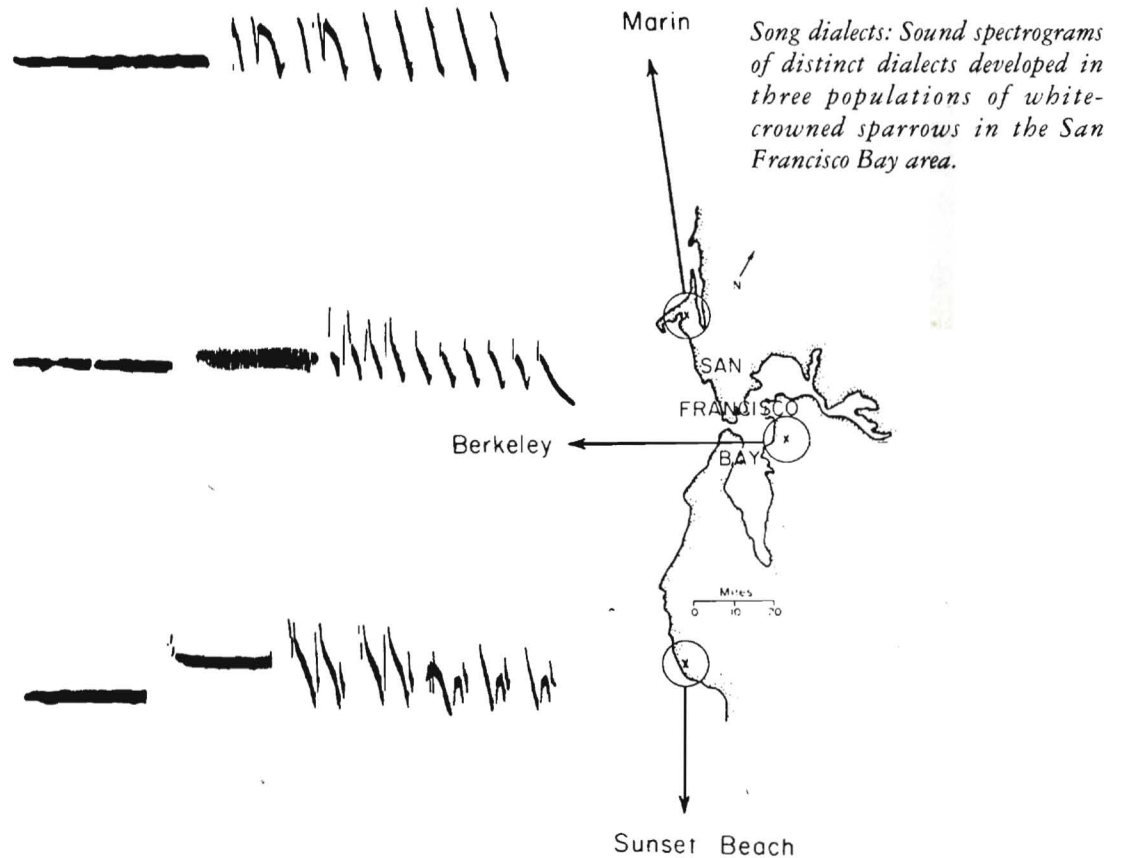 Marin
Song dialects: Sound spectrograms
of distinct dialects developed in
three populations of white-
crowned sparrows in the San
Francisco Bay area.
N
x
SAN
FRANCISCO
Berkeley
x
BAY
Miles
0 10 20
x
Sunset Beach